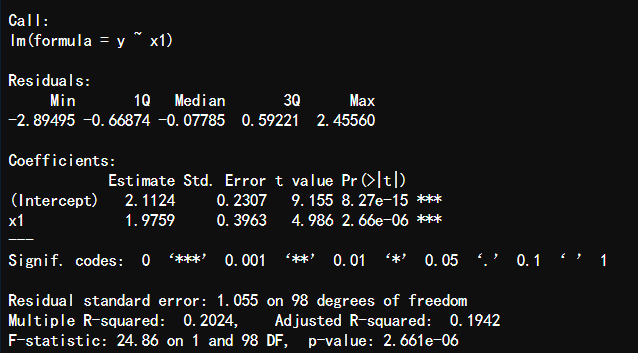 Call:
lm(formula = y ~ x1)
Residuals:
Min 1Q Median 3Q Max
-2.89495 -0.66874 -0.07785 0.59221 2.45560
Coefficients:
Estimate Std. Error t value Pr(>|t|)
(Intercept) 2.1124 0.2307 9.155 8.27e-15 ***
x1 1.9759 0.3963 4.986 2.66e-06 ***
---
Signif. codes: 0 ‘***’ 0.001 ‘**’ 0.01 ‘*’ 0.05 ‘.’ 0.1 ‘ ’ 1
Residual standard error: 1.055 on 98 degrees of freedom
Multiple R-squared: 0.2024, Adjusted R-squared: 0.1942
F-statistic: 24.86 on 1 and 98 DF, p-value: 2.661e-06